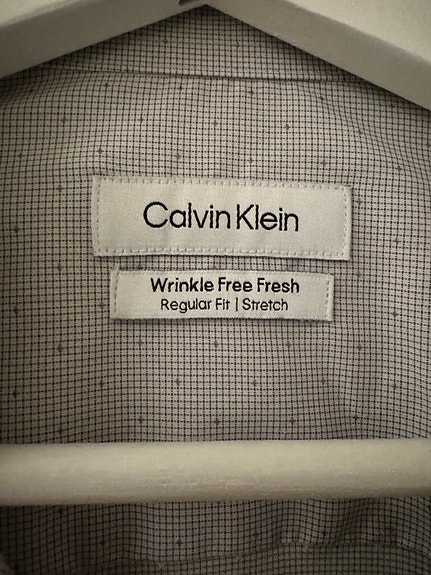 Calvin Klein
Wrinkle Free Fresh
Regular Fit | Stretch